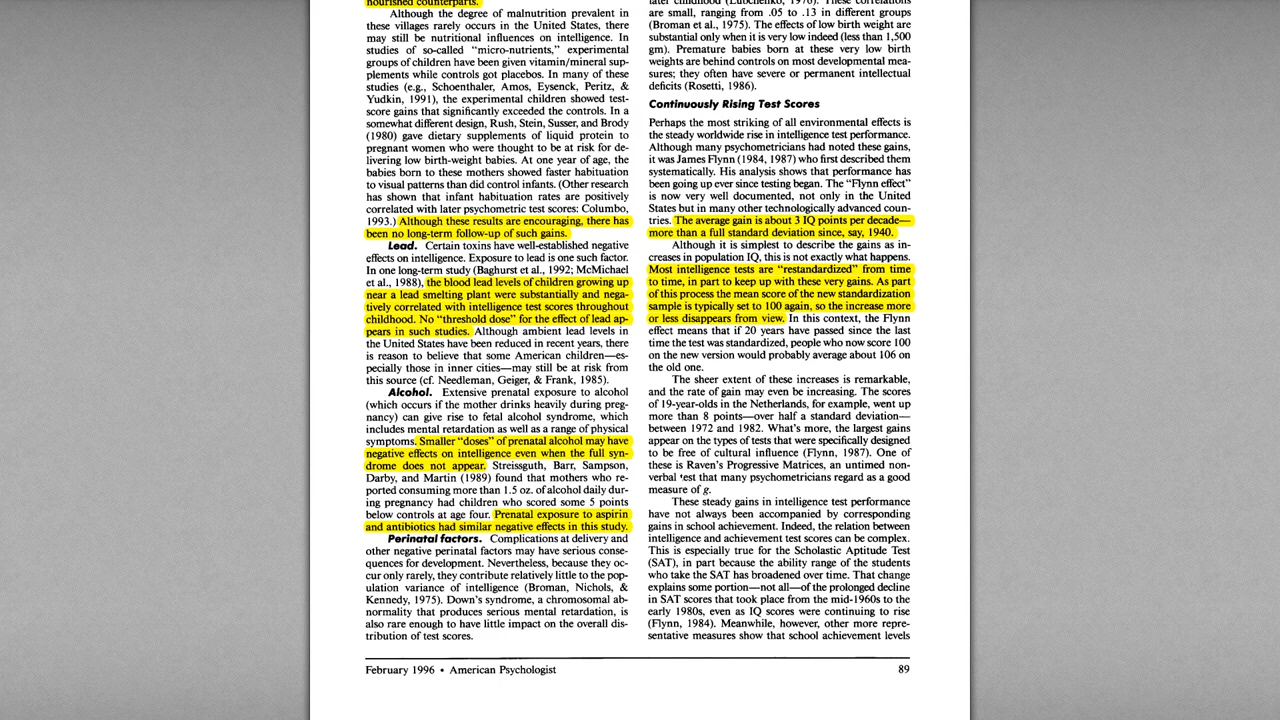 nourished counterparts.
Although the degree of malnutrition prevalent in
these villages rarely occurs in the United States, there
may still be nutritional influences on intelligence. In
studies of so-called "micro-nutrients," experimental
groups of children have been given vitamin/mineral sup-
plements while controls got placebos. In many of these
studies (e.g., Schoenthaler, Amos, Eysenck, Peritz, &
Yudkin, 1991), the experimental children showed test-
score gains that significantly exceeded the controls. In a
somewhat different design, Rush, Stein, Susser, and Brody
(1980) gave dietary supplements of liquid protein to
pregnant women who were thought to be at risk for de-
livering low birth-weight babies. At one year of age, the
babies born to these mothers showed faster habituation
to visual patterns than did control infants. (Other research
has shown that infant habituation rates are positively
correlated with later psychometric test scores: Columbo,
1993.) Although these results are encouraging, there has
been no long-term follow-up of such gains.
Lead. Certain toxins have well-established negative
effects on intelligence. Exposure to lead is one such factor.
In one long-term study (Baghurst et al., 1992; McMichael
et al., 1988), the blood lead levels of children growing up
near a lead smelting plant were substantially and nega-
tively correlated with intelligence test scores throughout
childhood. No "threshold dose" for the effect of lead ap-
pears in such studies. Although ambient lead levels in
the United States have been reduced in recent years, there
is reason to believe that some American children—es-
pecially those in inner cities—may still be at risk from
this source (cf. Needleman, Geiger, & Frank, 1985).
Alcohol. Extensive prenatal exposure to alcohol
(which occurs if the mother drinks heavily during preg-
nancy) can give rise to fetal alcohol syndrome, which
includes mental retardation as well as a range of physical
symptoms. Smaller "doses" of prenatal alcohol may have
negative effects on intelligence even when the full syn-
drome does not appear. Streissguth, Barr, Sampson,
Darby, and Martin (1989) found that mothers who re-
ported consuming more than 1.5 oz. of alcohol daily dur-
ing pregnancy had children who scored some 5 points
below controls at age four. Prenatal exposure to aspirin
and antibiotics had similar negative effects in this study.
Perinatal factors. Complications at delivery and
other negative perinatal factors may have serious conse-
quences for development. Nevertheless, because they oc-
cur only rarely, they contribute relatively little to the pop-
ulation variance of intelligence (Broman, Nichols, &
Kennedy, 1975). Down's syndrome, a chromosomal ab-
normality that produces serious mental retardation, is
also rare enough to have little impact on the overall dis-
tribution of test scores.
later childhood (Lubchenko, 1976). These correlations
are small, ranging from .05 to .13 in different groups
(Broman et al., 1975). The effects of low birth weight are
substantial only when it is very low indeed (less than 1,500
gm). Premature babies born at these very low birth
weights are behind controls on most developmental mea-
sures; they often have severe or permanent intellectual
deficits (Rosetti, 1986).
Continuously Rising Test Scores
Perhaps the most striking of all environmental effects is
the steady worldwide rise in intelligence test performance.
Although many psychometricians had noted these gains,
it was James Flynn (1984, 1987) who first described them
systematically. His analysis shows that performance has
been going up ever since testing began. The "Flynn effect"
is now very well documented, not only in the United
States but in many other technologically advanced coun-
tries. The average gain is about 3 IQ points per decade—
more than a full standard deviation since, say, 1940.
Although it is simplest to describe the gains as in-
creases in population IQ, this is not exactly what happens.
Most intelligence tests are "restandardized" from time
to time, in part to keep up with these very gains. As part
of this process the mean score of the new standardization
sample is typically set to 100 again, so the increase more
or less disappears from view. In this context, the Flynn
effect means that if 20 years have passed since the last
time the test was standardized, people who now score 100
on the new version would probably average about 106 on
the old one.
The sheer extent of these increases is remarkable,
and the rate of gain may even be increasing. The scores
of 19-year-olds in the Netherlands, for example, went up
more than 8 points—over half a standard deviation—
between 1972 and 1982. What's more, the largest gains
appear on the types of tests that were specifically designed
to be free of cultural influence (Flynn, 1987). One of
these is Raven's Progressive Matrices, an untimed non-
verbal test that many psychometricians regard as a good
measure of g.
These steady gains in intelligence test performance
have not always been accompanied by corresponding
gains in school achievement. Indeed, the relation between
intelligence and achievement test scores can be complex.
This is especially true for the Scholastic Aptitude Test
(SAT), in part because the ability range of the students
who take the SAT has broadened over time. That change
explains some portion—not all—of the prolonged decline
in SAT scores that took place from the mid-1960s to the
early 1980s, even as IQ scores were continuing to rise
(Flynn, 1984). Meanwhile, however, other more repre-
sentative measures show that school achievement levels
February 1996 • American Psychologist
89